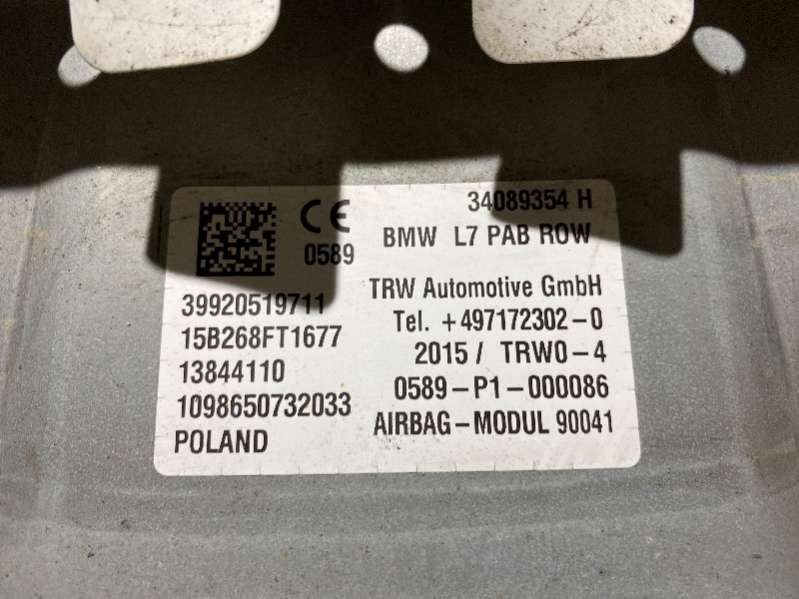 34089354 H
CE
0589
BMW L7 PAB ROW
39920519711
15B268FT1677
13844110
1098650732033
POLAND
TRW Automotive GmbH
Tel. +497172302-0
2015/ TRW0-4
0589-P1-000086
AIRBAG-MODUL 90041